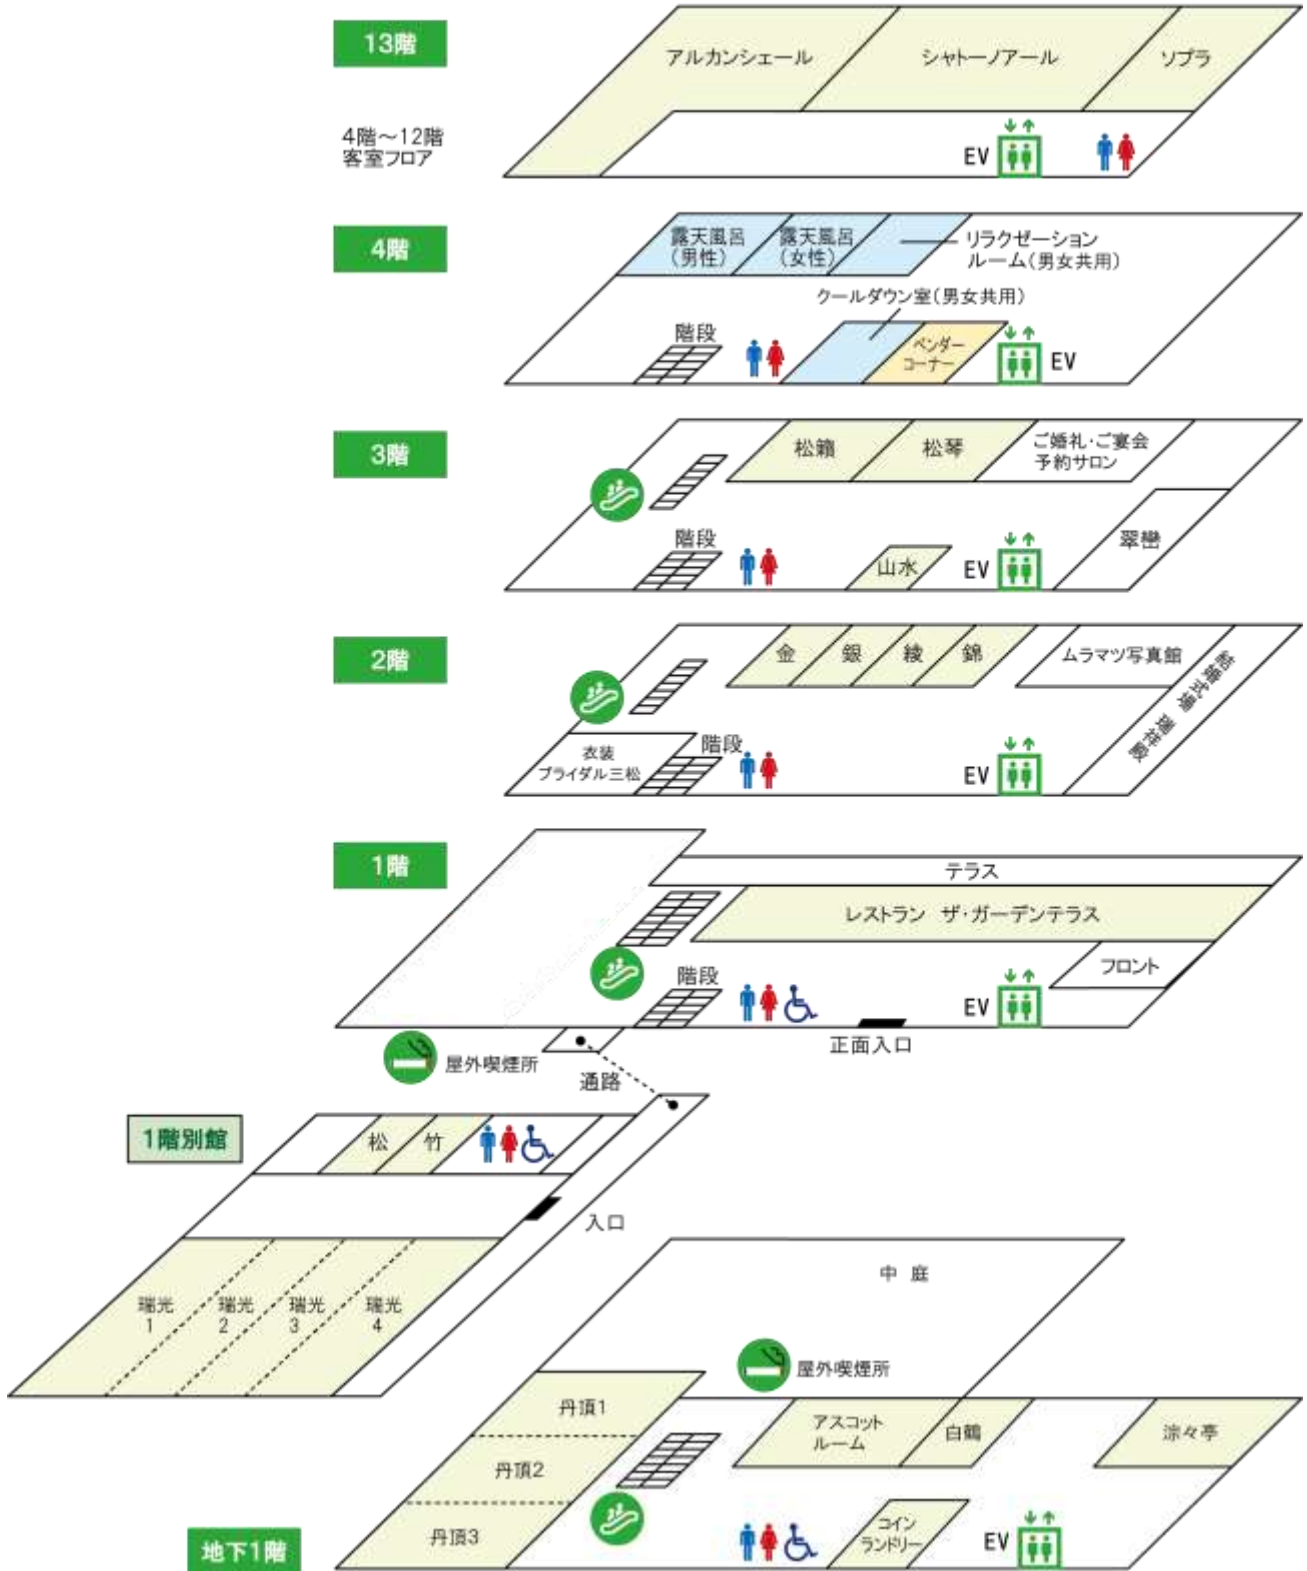 13階
アルカンシェール
シャトーノアール
ソプラ
4階～12階
客室フロア
EV
4階
露天風呂
(男性)
露天風呂
(女性)
リラクゼーション
ルーム(男女共用)
クールダウン室(男女共用)
階段
ベンダー
コーナー
EV
3階
松籟
松琴
ご婚礼・ご宴会
予約サロン
階段
山水
EV
翠巒
2階
金
銀
綾
錦
ムラマツ写真館
結婚式場 瑞祥殿
衣装
ブライダル三松
階段
EV
1階
テラス
レストラン ザ・ガーデンテラス
フロント
階段
EV
正面入口
屋外喫煙所
通路
1階別館
松
竹
入口
瑞光
1
瑞光
2
瑞光
3
瑞光
4
中庭
屋外喫煙所
丹頂1
丹頂2
丹頂3
アスコット
ルーム
白鶴
淙々亭
コイン
ランドリー
EV
地下1階